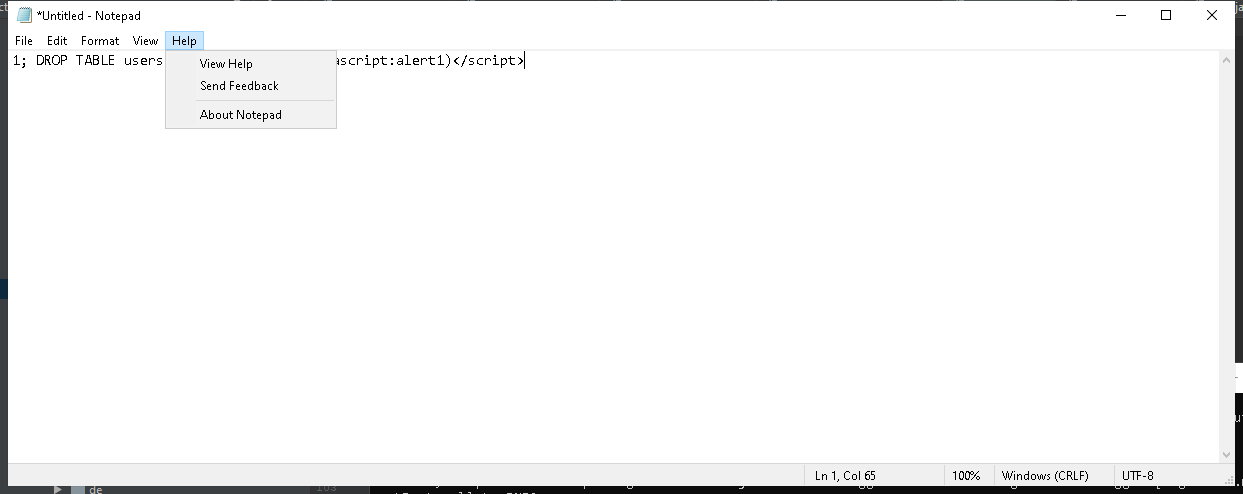 *Untitled - Notepad
File Edit Format View Help
1; DROP TABLE users ascript:alert1)</script>
View Help
Send Feedback
About Notepad
Ln 1, Col 65 100% Windows (CRLF) UTF-8
de 103